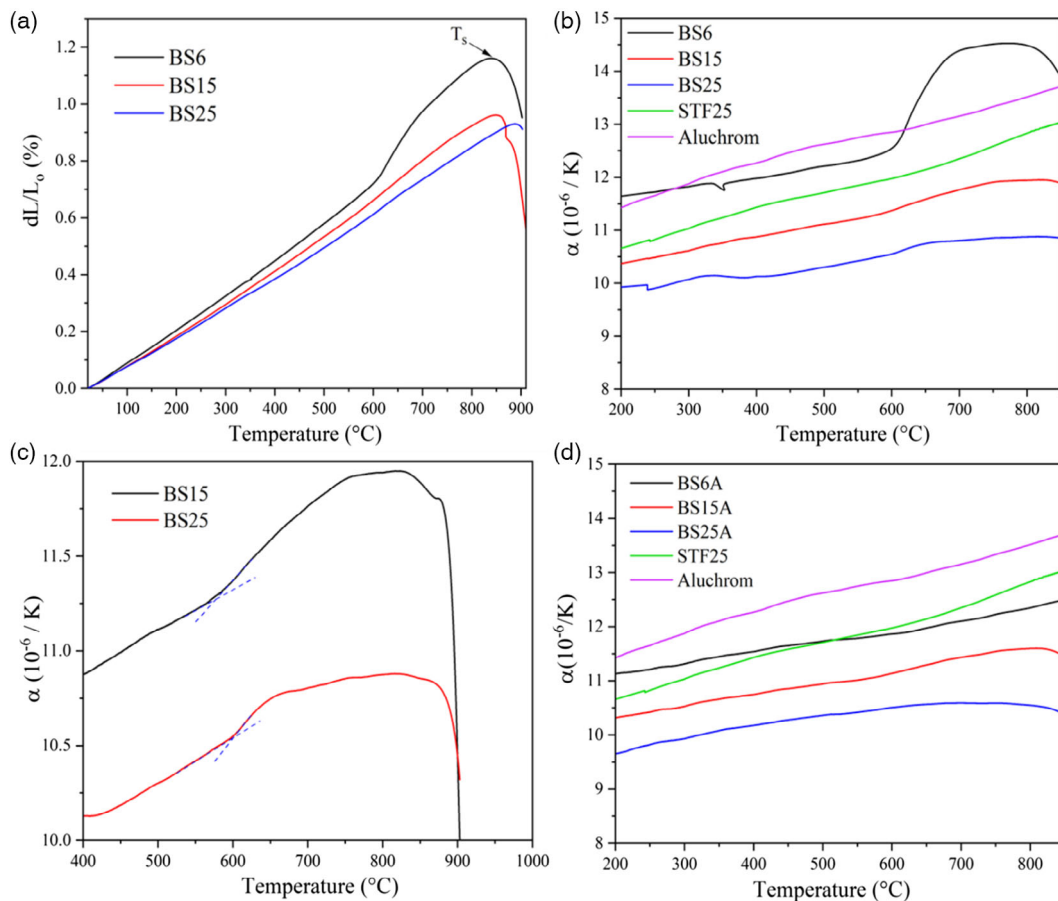 (a)
T_s
BS6
BS15
BS25
1.2
1.0
0.8
0.6
0.4
0.2
0.0
dL/L_o (%)
100 200 300 400 500 600 700 800 900
Temperature (°C)
(b)
BS6
BS15
BS25
STF25
Aluchrom
15
14
13
12
11
10
9
8
α (10^-6 / K)
200 300 400 500 600 700 800
Temperature (°C)
(c)
BS15
BS25
12.0
11.5
11.0
10.5
10.0
α (10^-6 / K)
400 500 600 700 800 900 1000
Temperature (°C)
(d)
BS6A
BS15A
BS25A
STF25
Aluchrom
15
14
13
12
11
10
9
8
α(10^-6/K)
200 300 400 500 600 700 800
Temperature (°C)